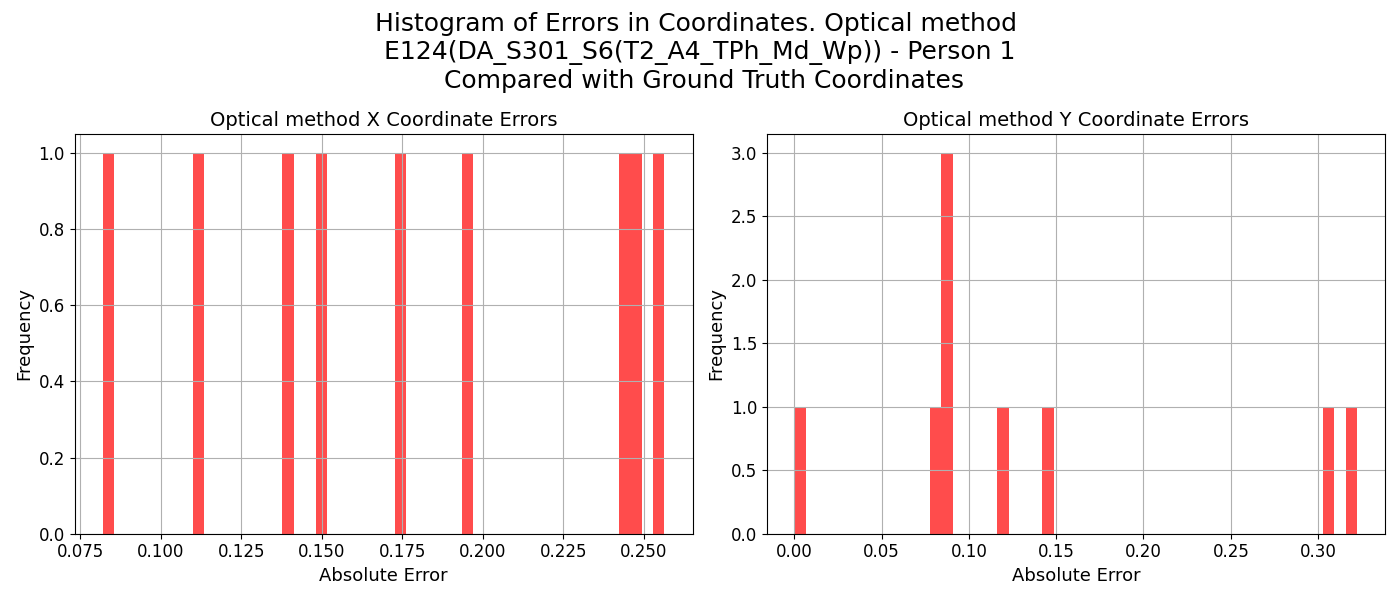 Histogram of Errors in Coordinates. Optical method
E124(DA_S301_S6(T2_A4_TPh_Md_Wp)) - Person 1
Compared with Ground Truth Coordinates
Optical method X Coordinate Errors
Frequency
1.0
0.8
0.6
0.4
0.2
0.0
0.075 0.100 0.125 0.150 0.175 0.200 0.225 0.250
Absolute Error
Optical method Y Coordinate Errors
Frequency
3.0
2.5
2.0
1.5
1.0
0.5
0.0
0.00 0.05 0.10 0.15 0.20 0.25 0.30
Absolute Error